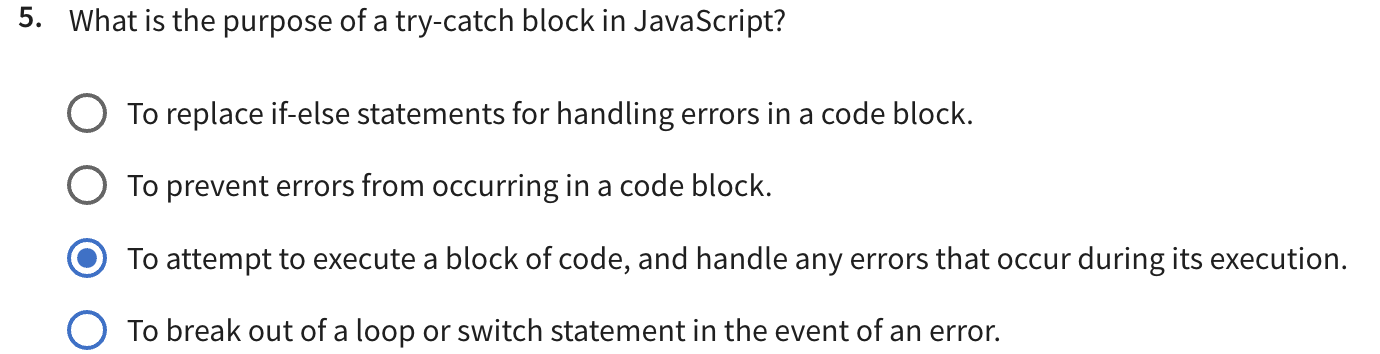 5. What is the purpose of a try-catch block in JavaScript?
To replace if-else statements for handling errors in a code block.
To prevent errors from occurring in a code block.
To attempt to execute a block of code, and handle any errors that occur during its execution.
To break out of a loop or switch statement in the event of an error.